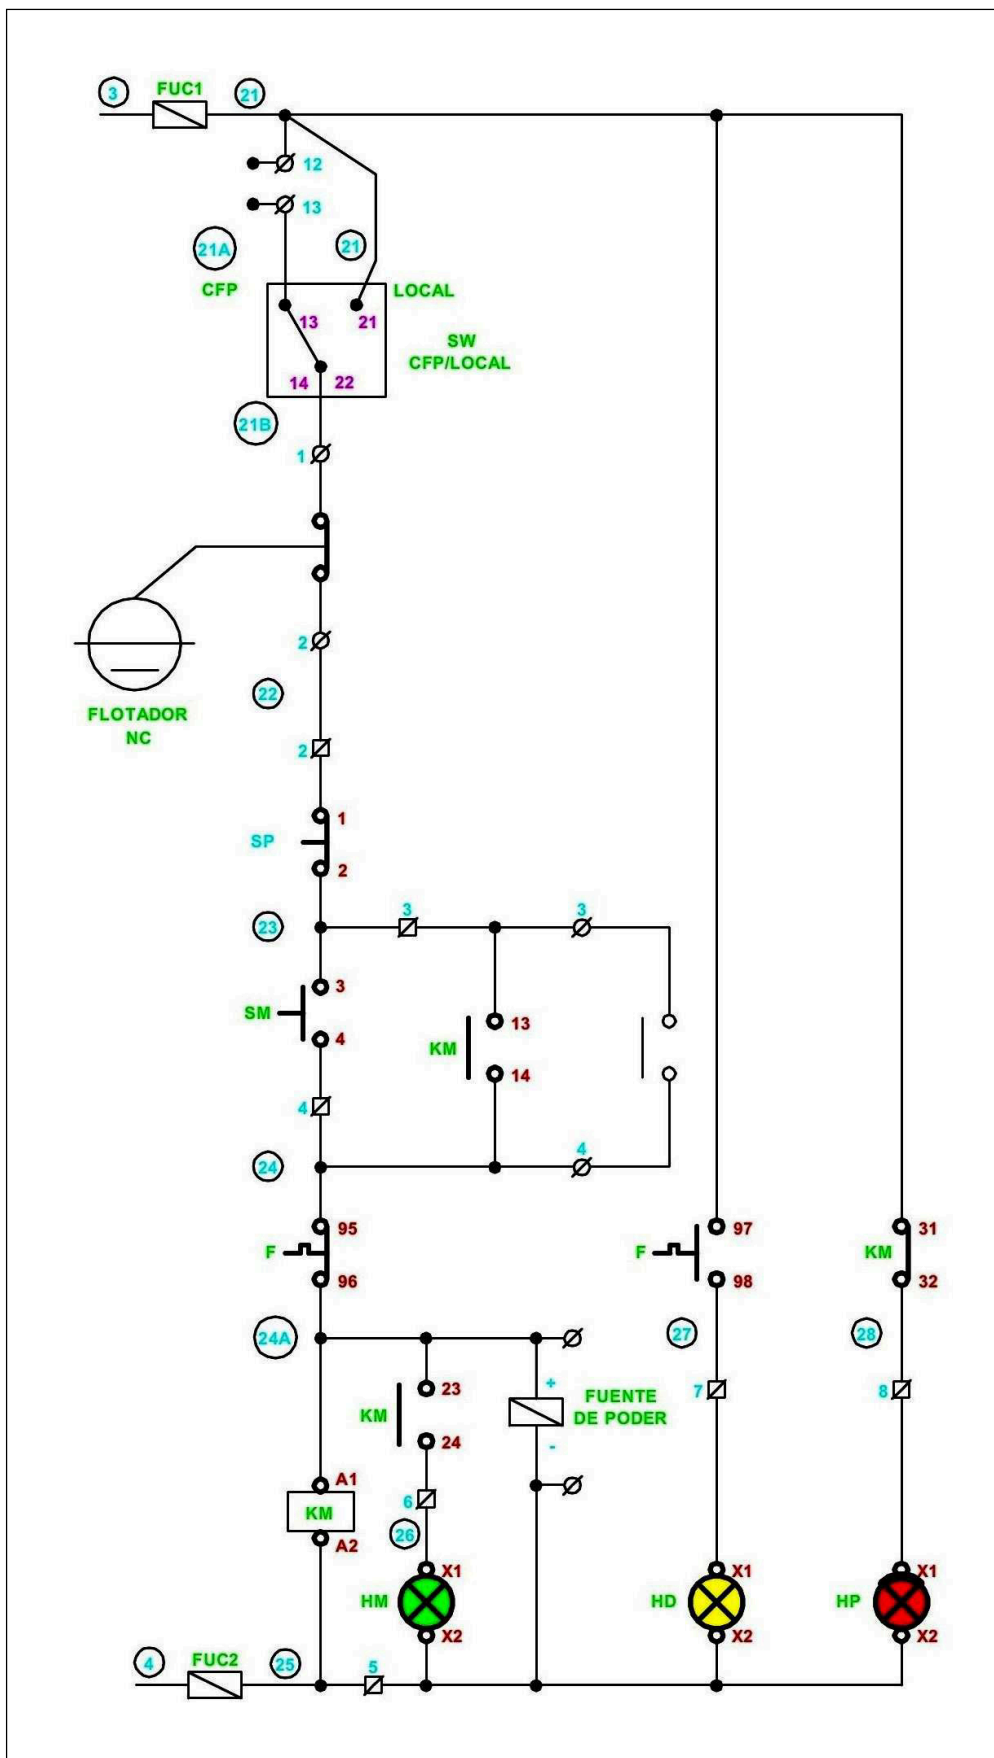 3
FUC1
21
12
13
21A
21
CFP
LOCAL
13
21
SW
CFP/LOCAL
14
22
21B
1
2
22
FLOTADOR
NC
2
1
SP
2
3
3
23
3
SM
4
13
KM
14
4
4
24
95
F
96
97
F
98
31
KM
32
24A
27
28
23
KM
24
+
FUENTE
DE PODER
-
7
8
A1
KM
A2
6
26
X1
HM
X2
X1
HD
X2
X1
HP
X2
4
FUC2
25
5